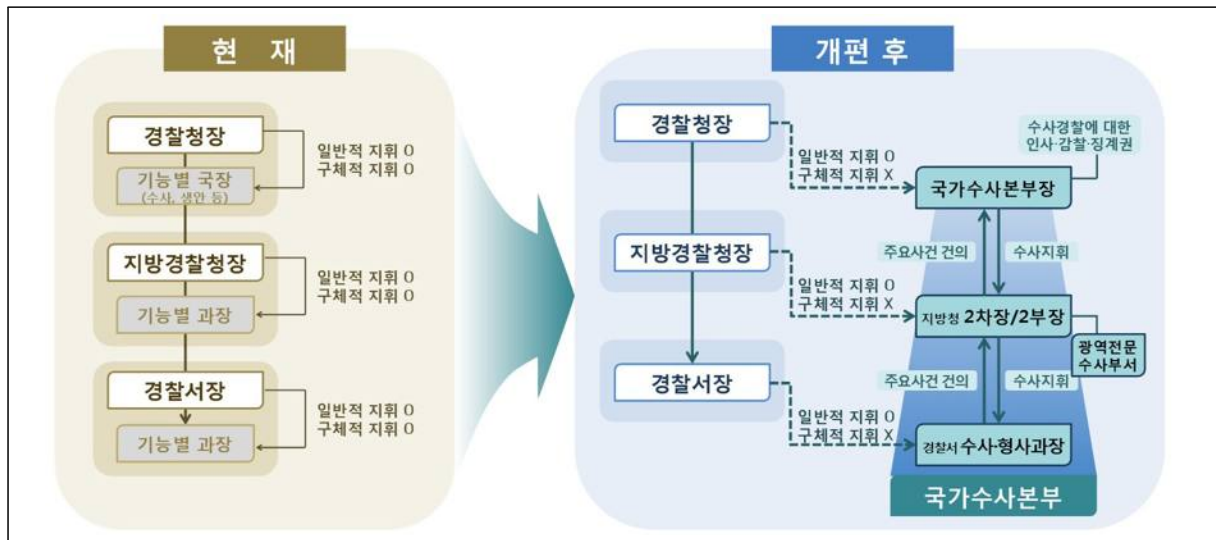 현 재
경찰청장
기능별 국장
(수사, 생안 등)
일반적 지휘 O
구체적 지휘 O
지방경찰청장
기능별 과장
일반적 지휘 O
구체적 지휘 O
경찰서장
기능별 과장
일반적 지휘 O
구체적 지휘 O
개편 후
경찰청장
일반적 지휘 O
구체적 지휘 X
수사경찰에 대한
인사·감찰·징계권
국가수사본부장
주요사건 건의
수사지휘
지방경찰청장
일반적 지휘 O
구체적 지휘 X
지방청 2차장/2부장
광역전문
수사부서
주요사건 건의
수사지휘
경찰서장
일반적 지휘 O
구체적 지휘 X
경찰서 수사·형사과장
국가수사본부